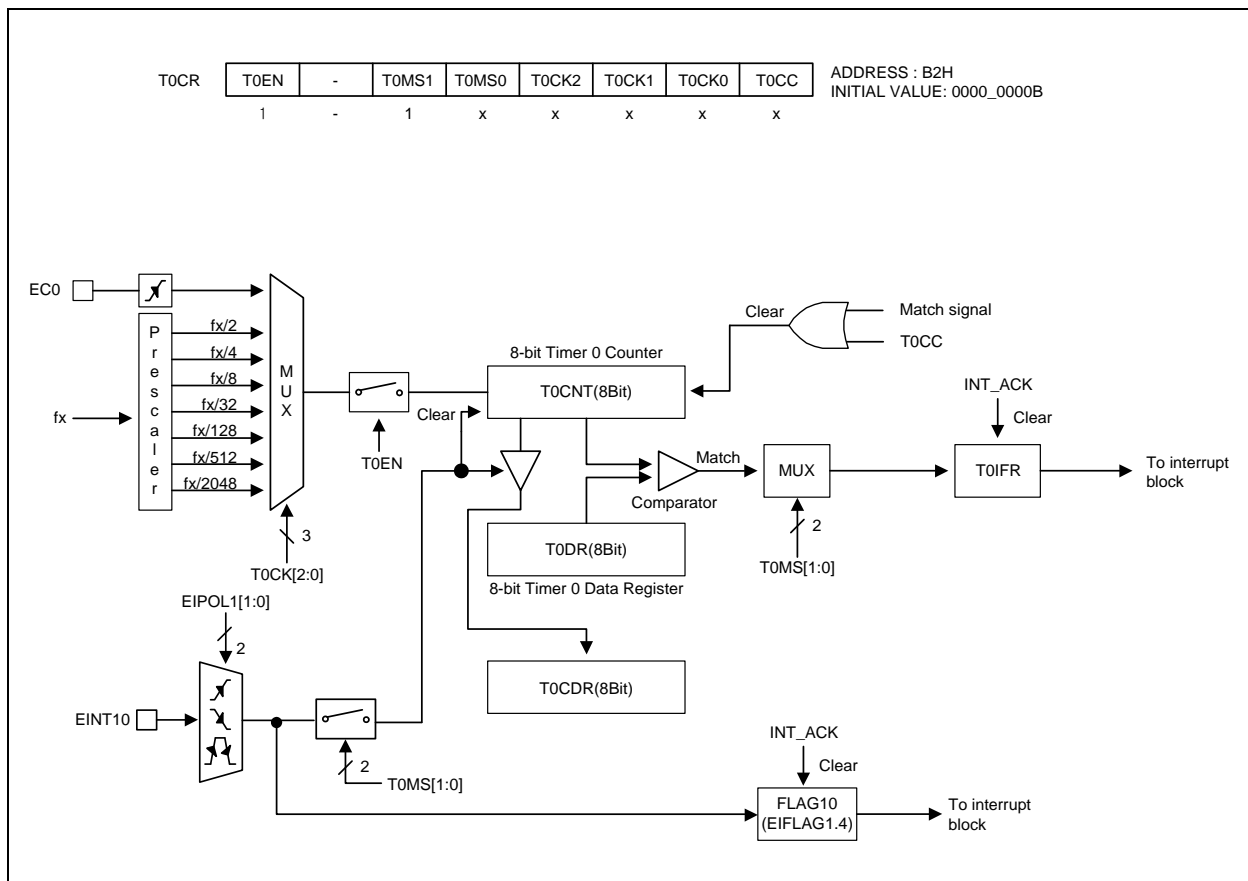 T0CR T0EN - T0MS1 T0MS0 T0CK2 T0CK1 T0CK0 T0CC
ADDRESS : B2H
INITIAL VALUE: 0000_0000B
1 - 1 x x x x x
EC0
Prescaler
fx/2
fx/4
fx/8
fx/32
fx/128
fx/512
fx/2048
fx
MUX
3
T0CK[2:0]
T0EN
8-bit Timer 0 Counter
T0CNT(8Bit)
Clear
Clear
Match signal
T0CC
Match
Comparator
T0DR(8Bit)
8-bit Timer 0 Data Register
T0CDR(8Bit)
MUX
2
T0MS[1:0]
INT_ACK
Clear
T0IFR
To interrupt
block
EIPOL1[1:0]
2
EINT10
2
T0MS[1:0]
INT_ACK
Clear
FLAG10
(EIFLAG1.4)
To interrupt
block